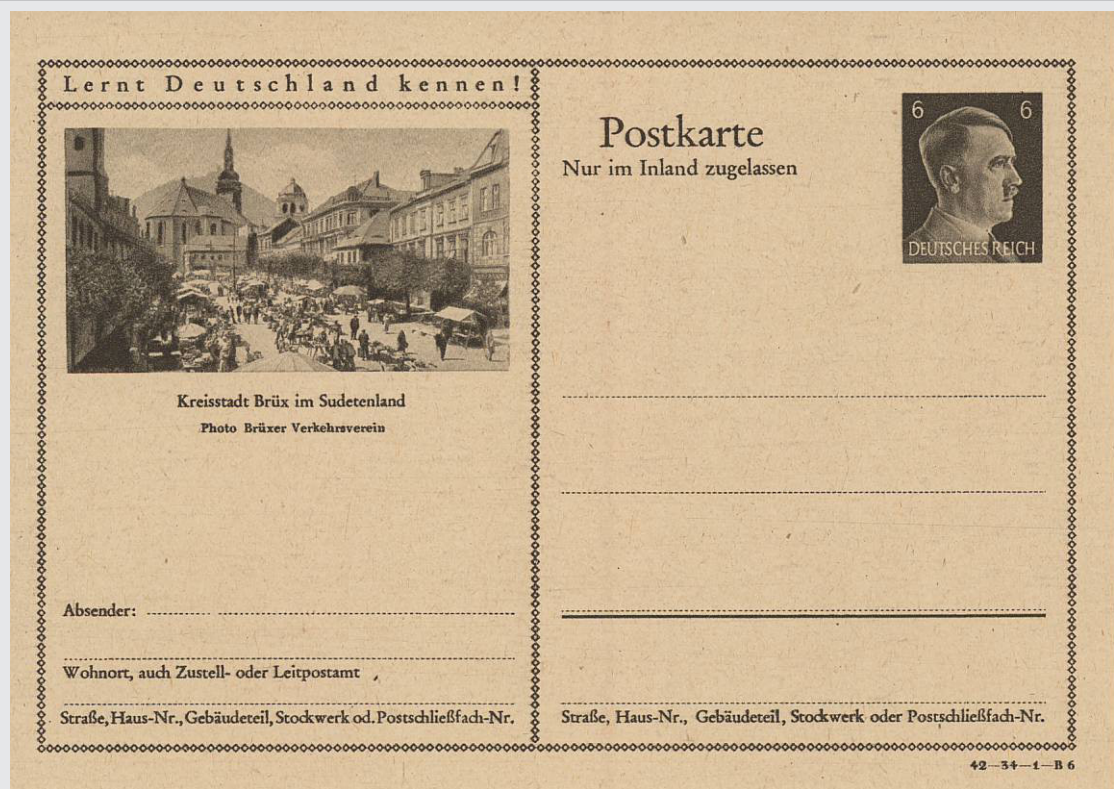 Lernt Deutschland kennen!
Kreisstadt Brüx im Sudetenland
Photo Brüxer Verkehrsverein
Absender:
Wohnort, auch Zustell- oder Leitpostamt
Straße, Haus-Nr., Gebäudeteil, Stockwerk od. Postschließfach-Nr.
Postkarte
Nur im Inland zugelassen
6 6
DEUTSCHES REICH
Straße, Haus-Nr., Gebäudeteil, Stockwerk oder Postschließfach-Nr.
42—34—1—B 6